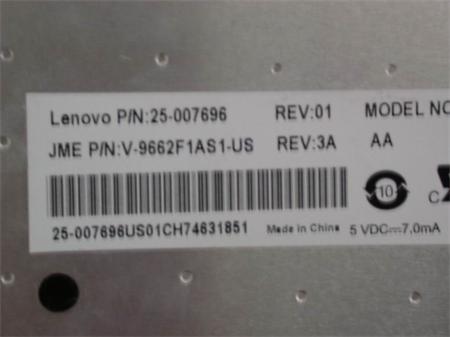 Lenovo P/N:25-007696 REV:01 MODEL NO
JME P/N:V-9662F1AS1-US REV:3A AA
10
25-007696US01CH74631851 Made in China 5 VDC⎓7,0mA